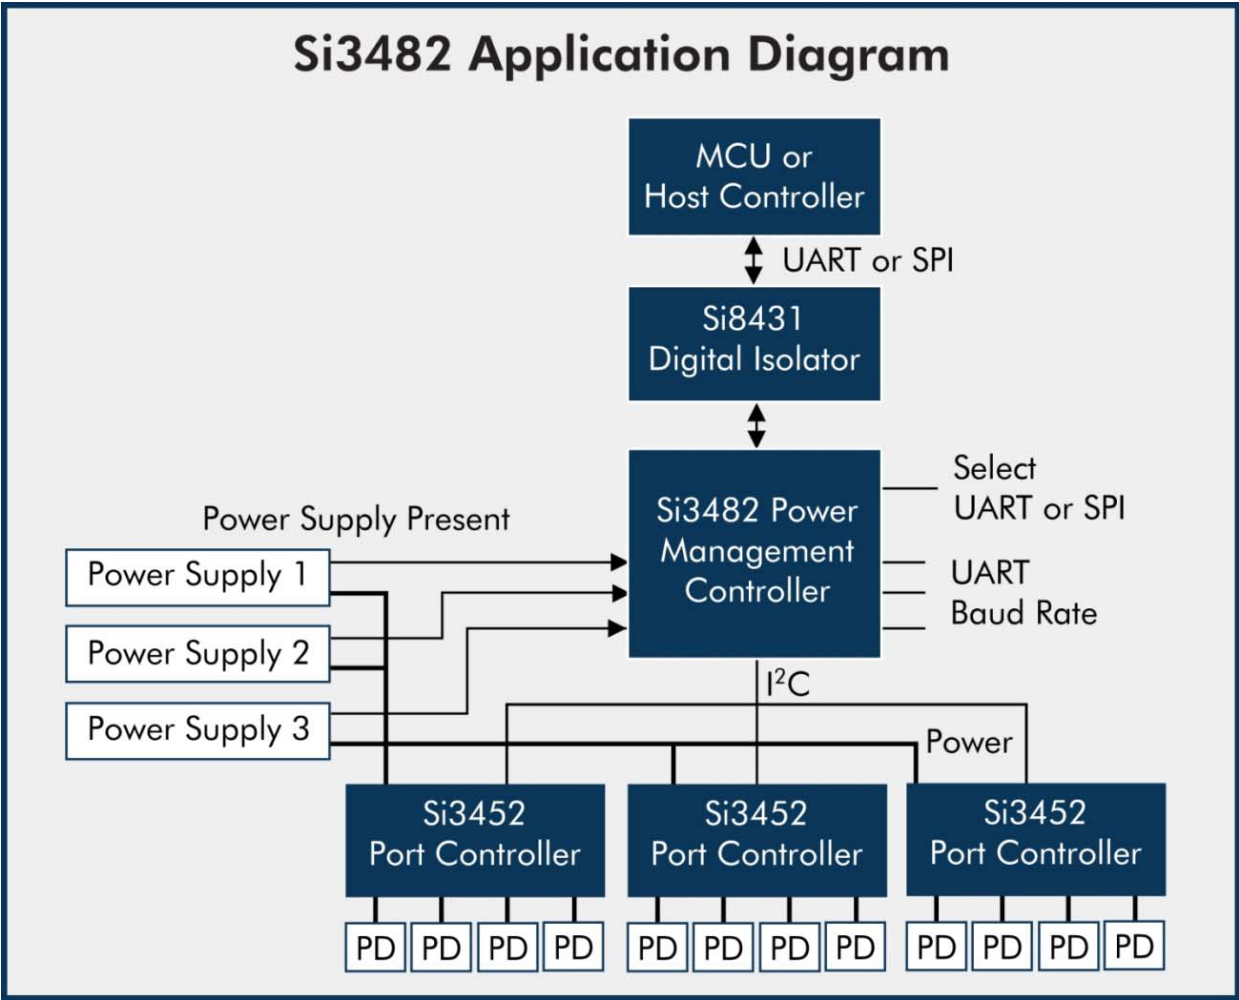 Si3482 Application Diagram
MCU or
Host Controller
UART or SPI
Si8431
Digital Isolator
Select
UART or SPI
Si3482 Power
Management
Controller
Power Supply Present
Power Supply 1
UART
Baud Rate
Power Supply 2
I²C
Power Supply 3
Power
Si3452
Port Controller
Si3452
Port Controller
Si3452
Port Controller
PD PD PD PD
PD PD PD PD
PD PD PD PD